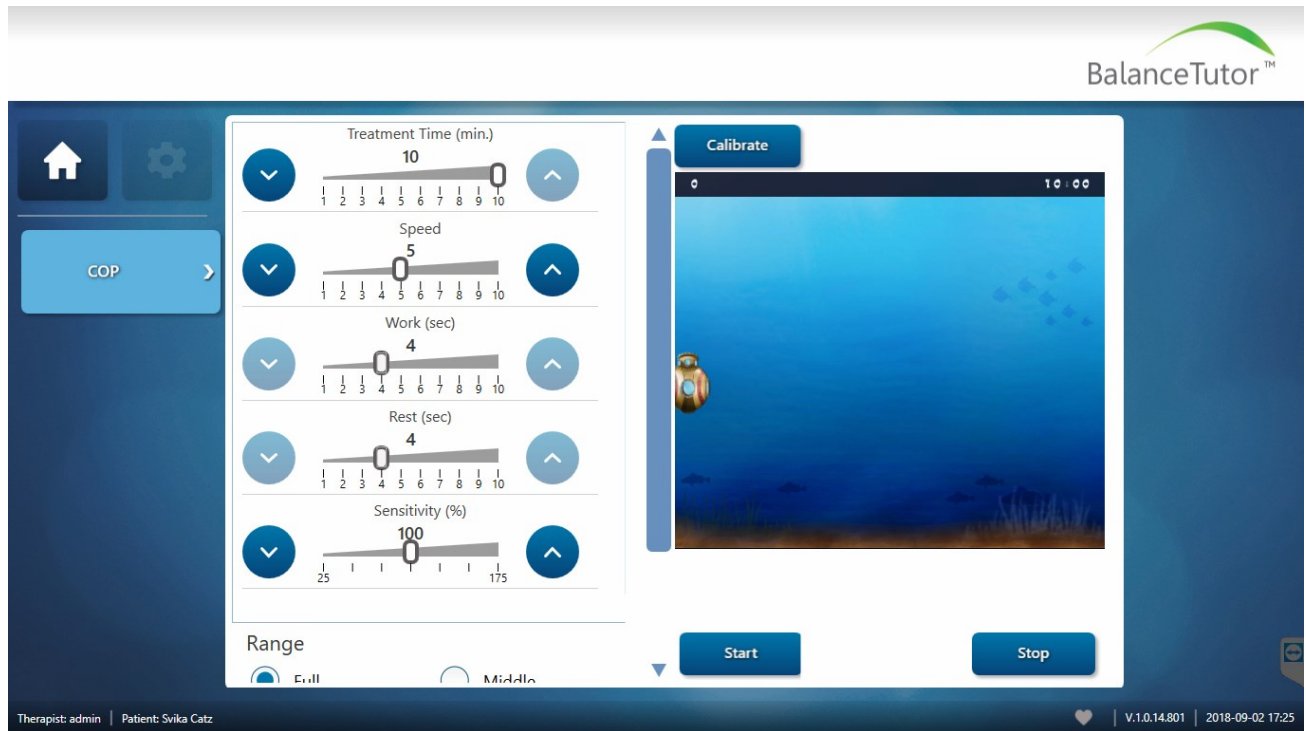 BalanceTutor™
COP
Treatment Time (min.)
10
1 2 3 4 5 6 7 8 9 10
Speed
5
1 2 3 4 5 6 7 8 9 10
Work (sec)
4
1 2 3 4 5 6 7 8 9 10
Rest (sec)
4
1 2 3 4 5 6 7 8 9 10
Sensitivity (%)
100
25 175
Range
Full Middle
Calibrate
0 10:00
Start Stop
Therapist: admin | Patient: Svika Catz
V.1.0.14.801 | 2018-09-02 17:25